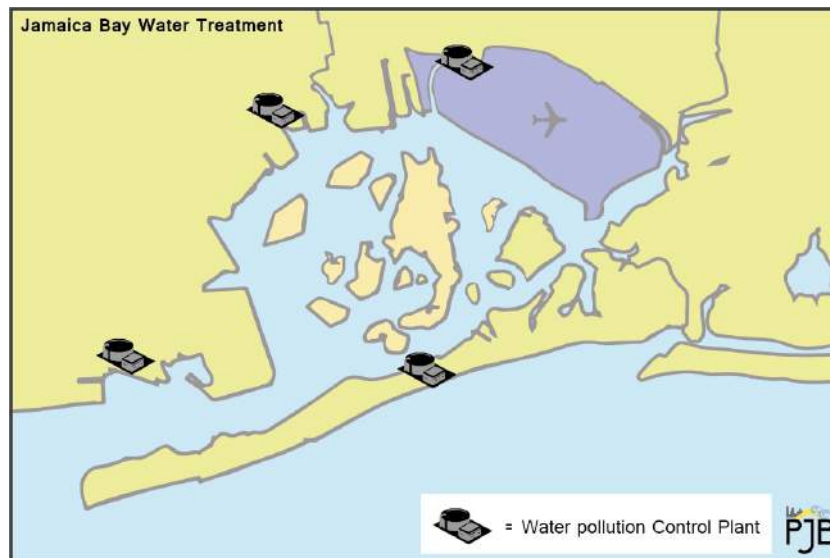 Jamaica Bay Water Treatment
= Water pollution Control Plant
PJB